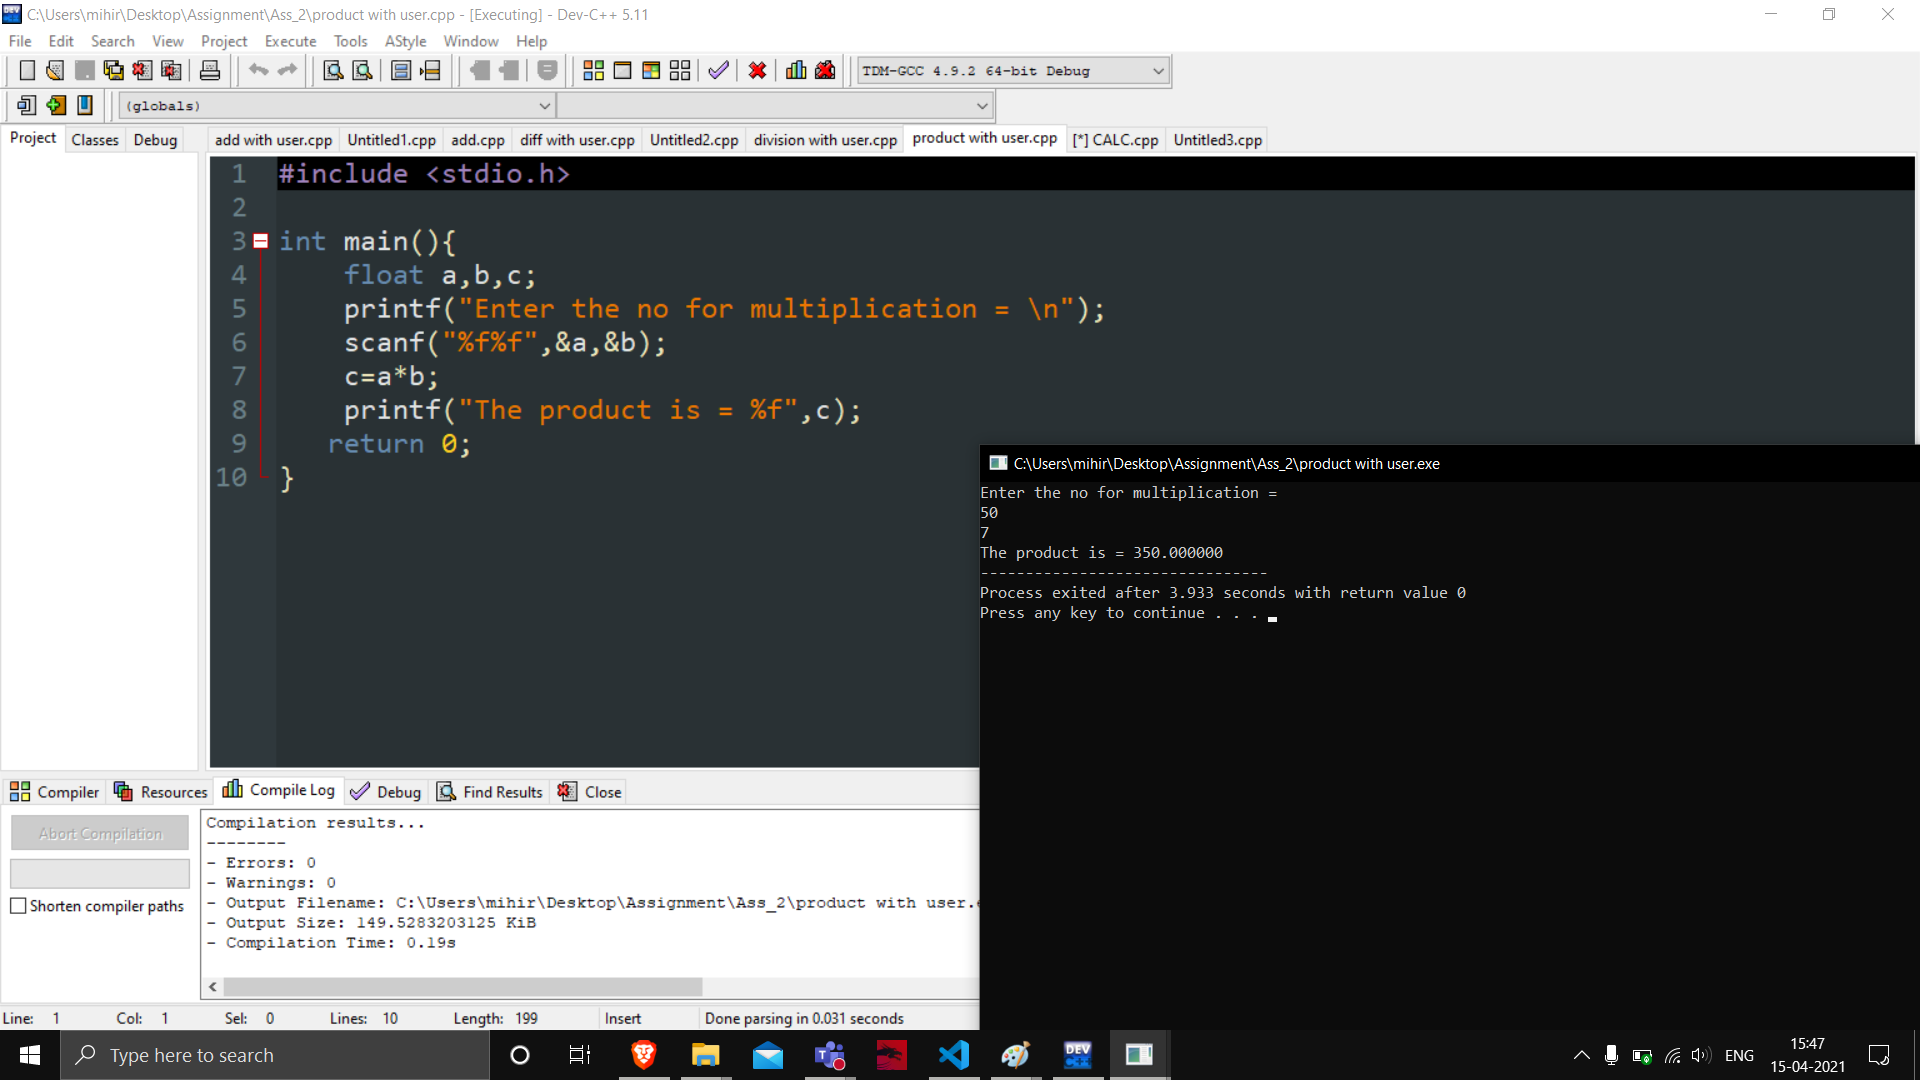 C:\Users\mihir\Desktop\Assignment\Ass_2\product with user.cpp - [Executing] - Dev-C++ 5.11
File Edit Search View Project Execute Tools AStyle Window Help
TDM-GCC 4.9.2 64-bit Debug
(globals)
Project Classes Debug
add with user.cpp Untitled1.cpp add.cpp diff with user.cpp Untitled2.cpp division with user.cpp product with user.cpp [*] CALC.cpp Untitled3.cpp
1 #include <stdio.h>
2
3 int main(){
4 float a,b,c;
5 printf("Enter the no for multiplication = \n");
6 scanf("%f%f",&a,&b);
7 c=a*b;
8 printf("The product is = %f",c);
9 return 0;
10 }
C:\Users\mihir\Desktop\Assignment\Ass_2\product with user.exe
Enter the no for multiplication =
50
7
The product is = 350.000000
--------------------------------
Process exited after 3.933 seconds with return value 0
Press any key to continue . . .
Compiler Resources Compile Log Debug Find Results Close
Abort Compilation
Shorten compiler paths
Compilation results...
--------
- Errors: 0
- Warnings: 0
- Output Filename: C:\Users\mihir\Desktop\Assignment\Ass_2\product with user.
- Output Size: 149.5283203125 KiB
- Compilation Time: 0.19s
Line: 1 Col: 1 Sel: 0 Lines: 10 Length: 199 Insert Done parsing in 0.031 seconds
Type here to search
DEV C++
ENG
15:47
15-04-2021